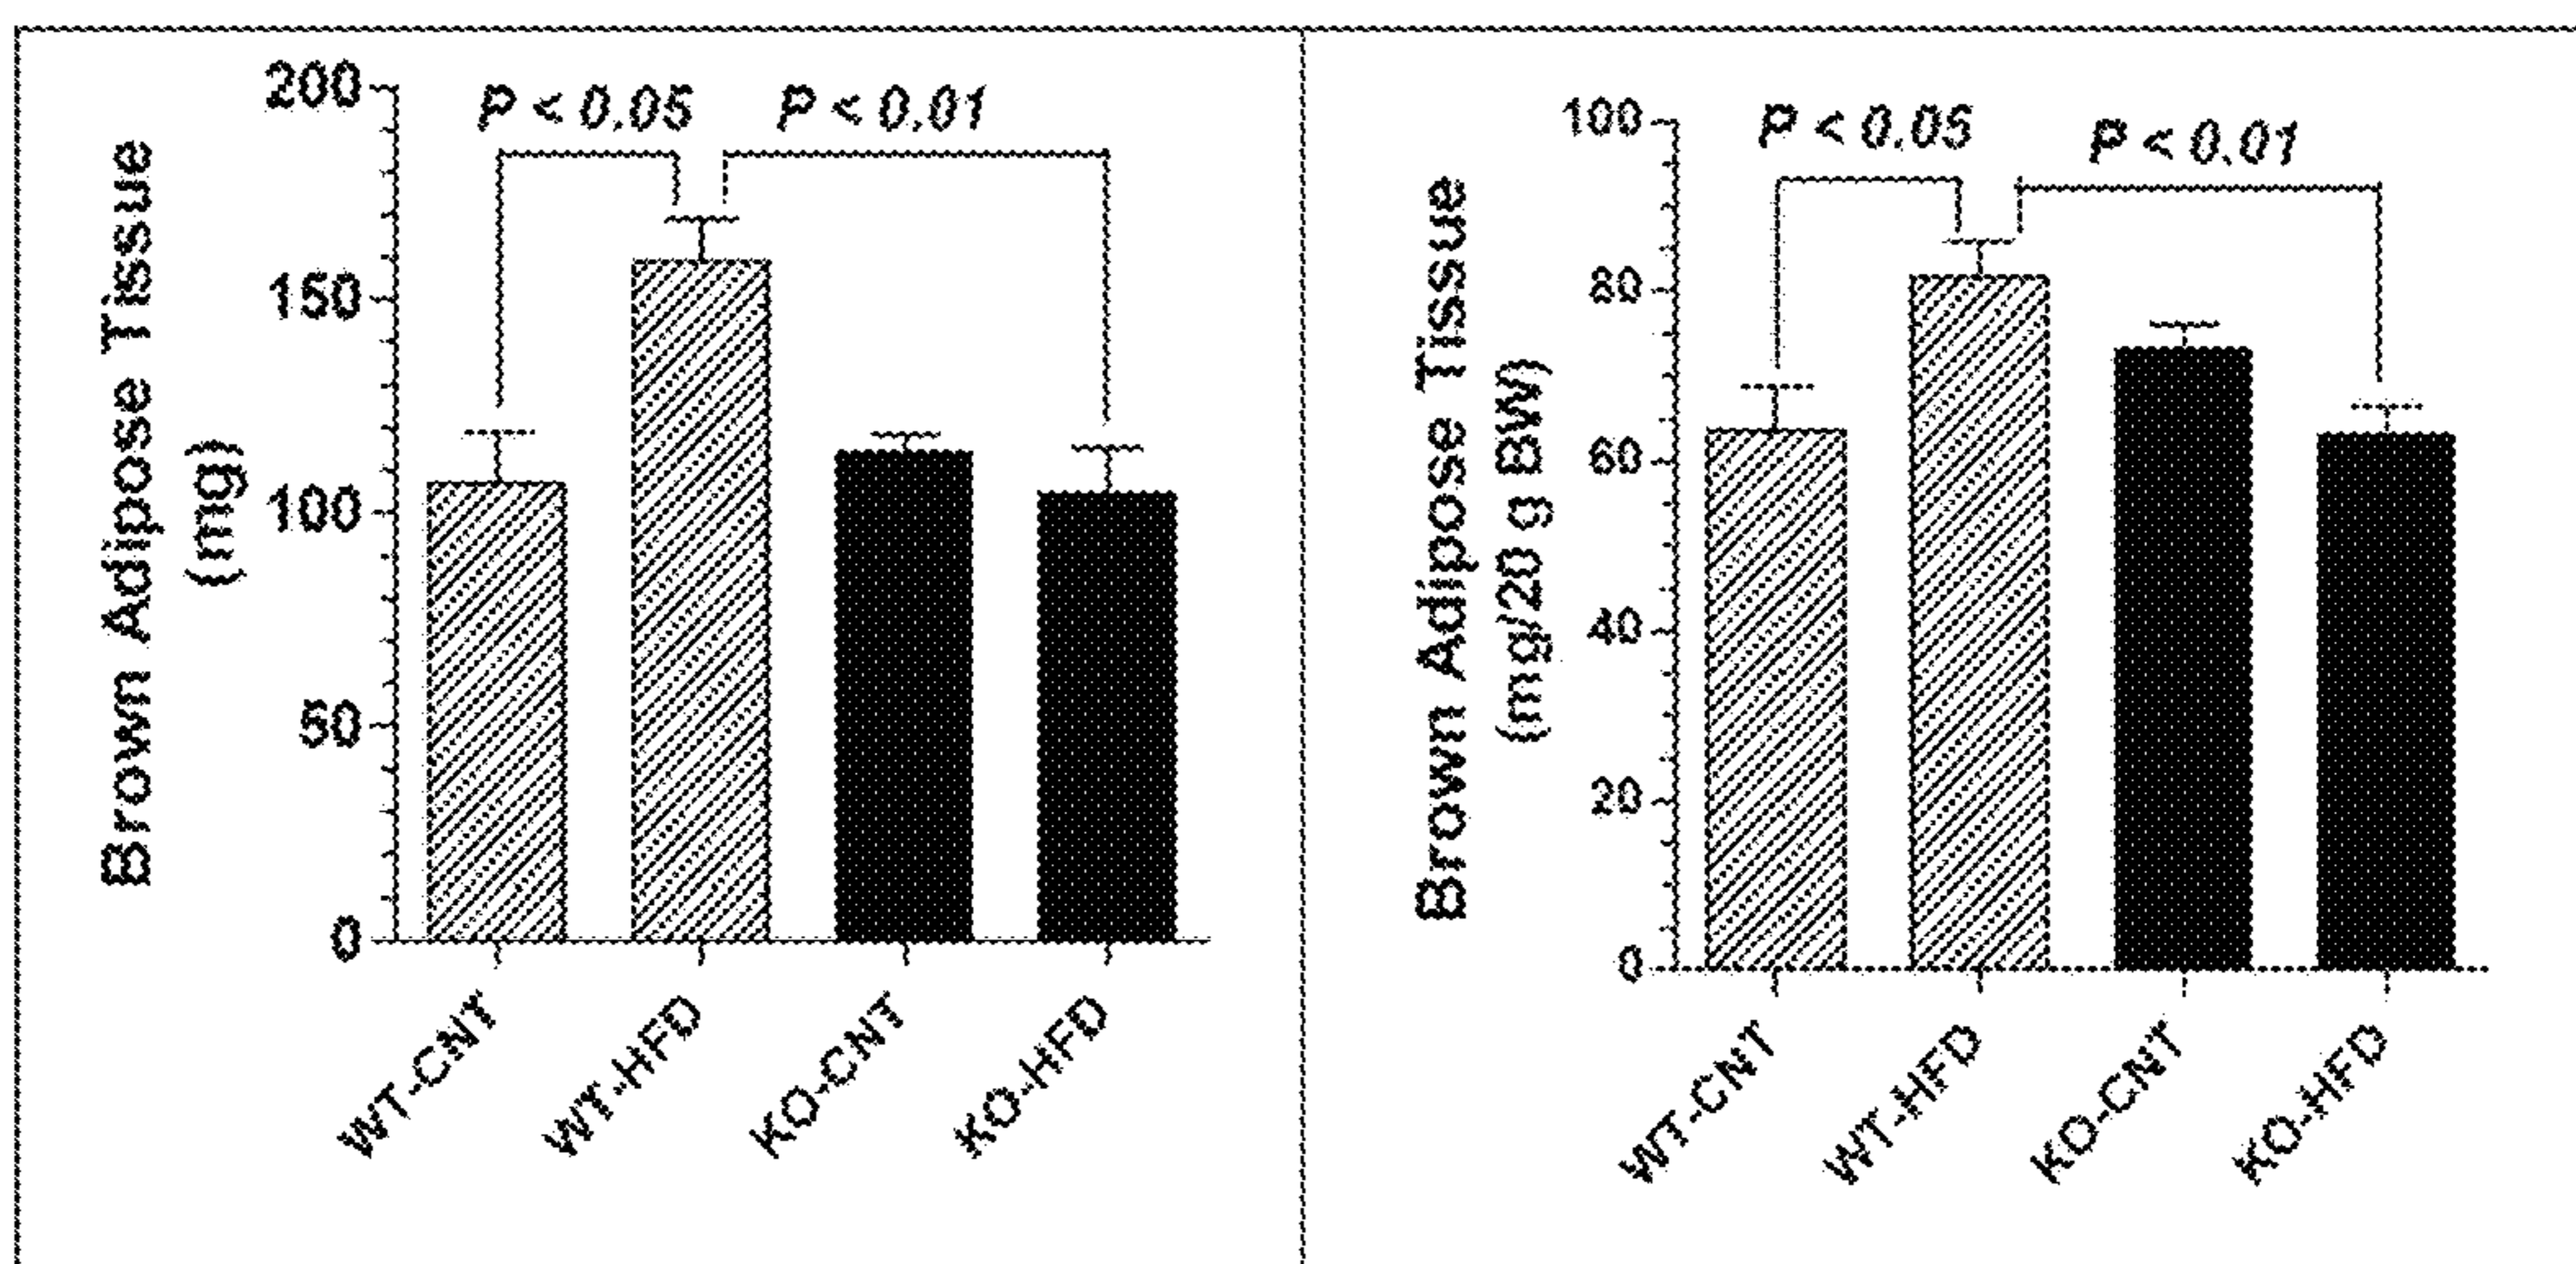 Brown Adipose Tissue
(mg)
200
150
100
50
0
P < 0.05
P < 0.01
WT-CNT
WT-HFD
KO-CNT
KO-HFD
Brown Adipose Tissue
(mg/20 g BW)
100
80
60
40
20
0
P < 0.05
P < 0.01
WT-CNT
WT-HFD
KO-CNT
KO-HFD